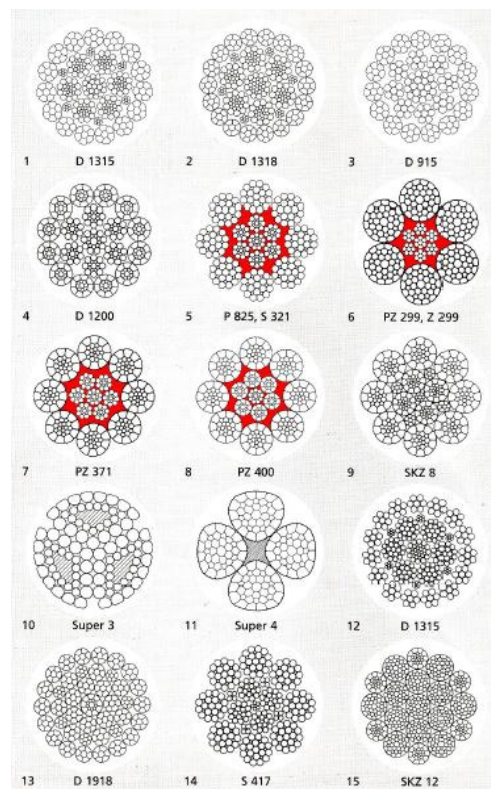 1 D 1315
2 D 1318
3 D 915
4 D 1200
5 P 825, S 321
6 PZ 299, Z 299
7 PZ 371
8 PZ 400
9 SKZ 8
10 Super 3
11 Super 4
12 D 1315
13 D 1918
14 S 417
15 SKZ 12